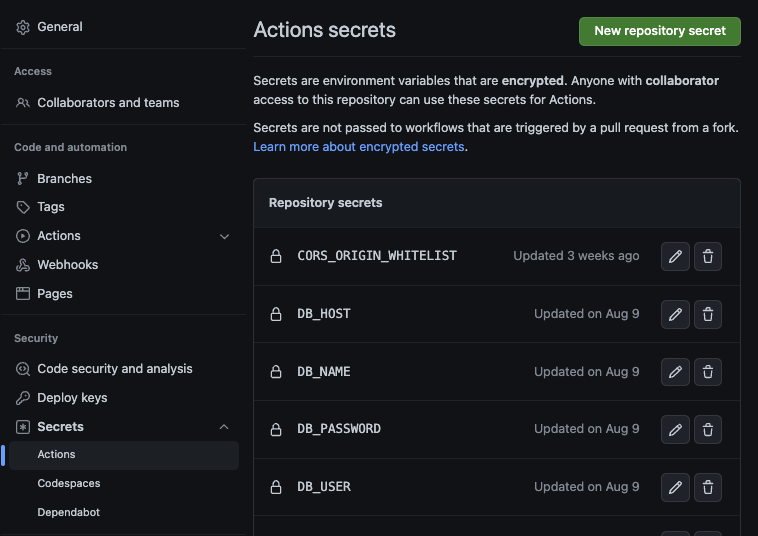 General
Access
Collaborators and teams
Code and automation
Branches
Tags
Actions
Webhooks
Pages
Security
Code security and analysis
Deploy keys
Secrets
Actions
Codespaces
Dependabot
Actions secrets
New repository secret
Secrets are environment variables that are encrypted. Anyone with collaborator
access to this repository can use these secrets for Actions.
Secrets are not passed to workflows that are triggered by a pull request from a fork.
Learn more about encrypted secrets.
Repository secrets
CORS_ORIGIN_WHITELIST Updated 3 weeks ago
DB_HOST Updated on Aug 9
DB_NAME Updated on Aug 9
DB_PASSWORD Updated on Aug 9
DB_USER Updated on Aug 9